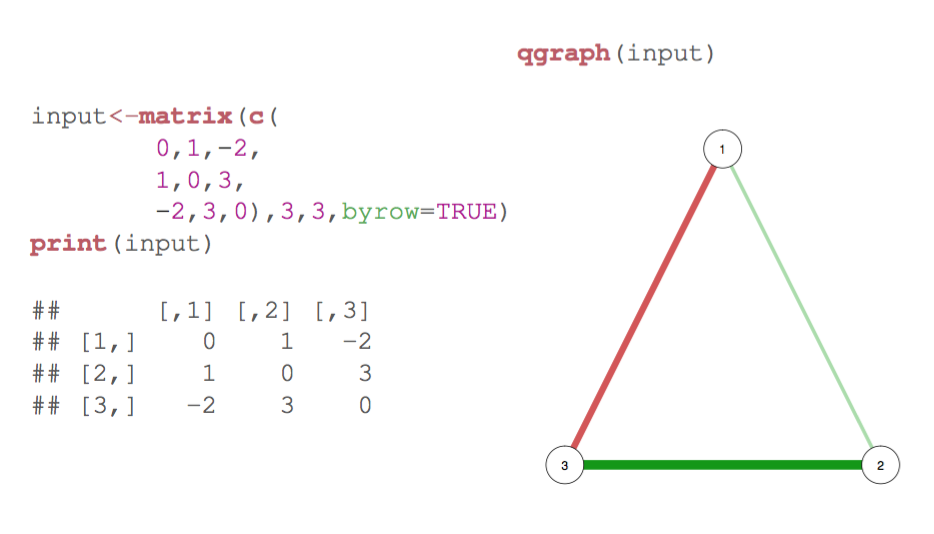 qgraph(input)
input<-matrix(c(
0,1,-2,
1,0,3,
-2,3,0),3,3,byrow=TRUE)
print(input)
## [,1] [,2] [,3]
## [1,] 0 1 -2
## [2,] 1 0 3
## [3,] -2 3 0
1
3 2